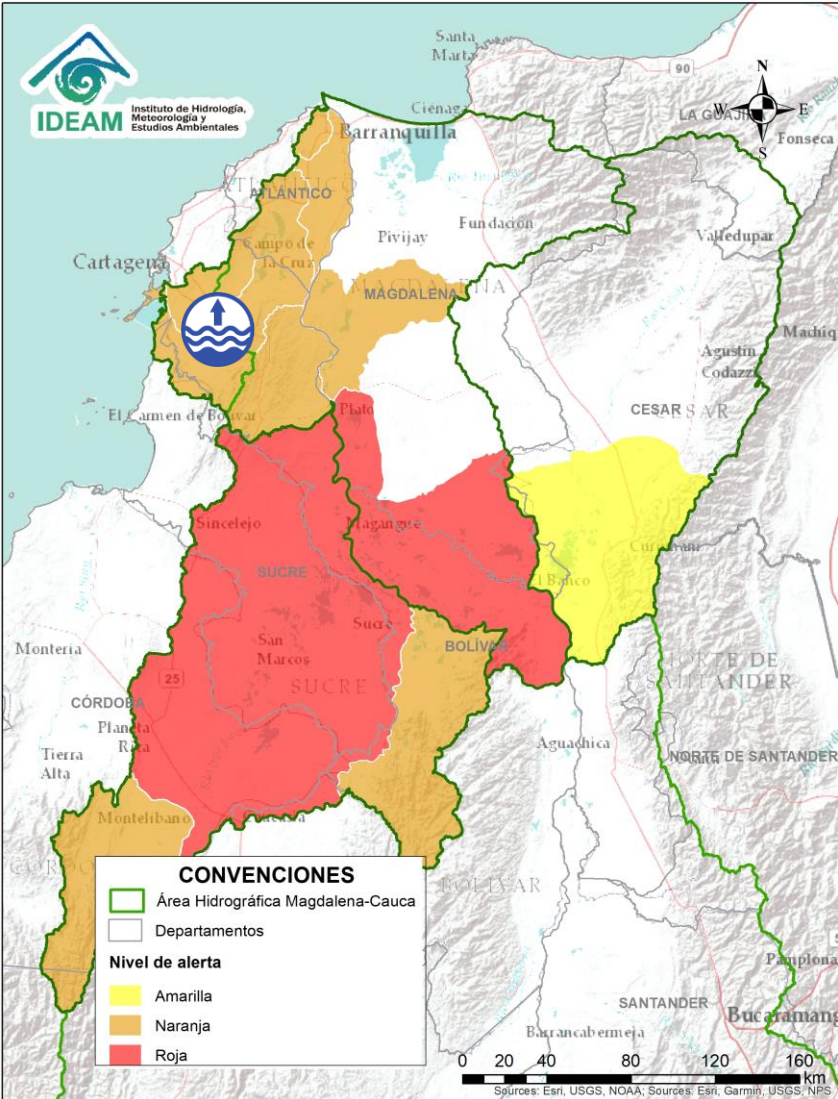 IDEAM
Instituto de Hidrología,
Meteorología y
Estudios Ambientales
Santa
Marta
90
N
W
E
S
LA GUAJI
Ciénaga
Barranquilla
Fonseca
ATLÁNTICO
Pivijay
Fundación
Valledupar
Campo de
la Cruz
Cartagena
MAGDALENA
Agustín
Codazzi
CESAR
CESAR
El Carmen de Bolívar
Plato
Sincelejo
Magangué
Curumaní
SUCRE
El Banco
Sucre
BOLÍVAR
Montería
San
Marcos
SUCRE
25
NORTE DE
SANTANDER
CÓRDOBA
Planeta
Rica
Aguachica
Tierra
Alta
NORTE DE SANTANDER
Montelíbano
BOLÍVAR
CONVENCIONES
Área Hidrográfica Magdalena-Cauca
Departamentos
Nivel de alerta
Amarilla
Naranja
Roja
Pamplona
SANTANDER
Bucaramang
Barrancabermeja
0 20 40 80 120 160
km
Sources: Esri, USGS, NOAA; Sources: Esri, Garmin, USGS, NPS